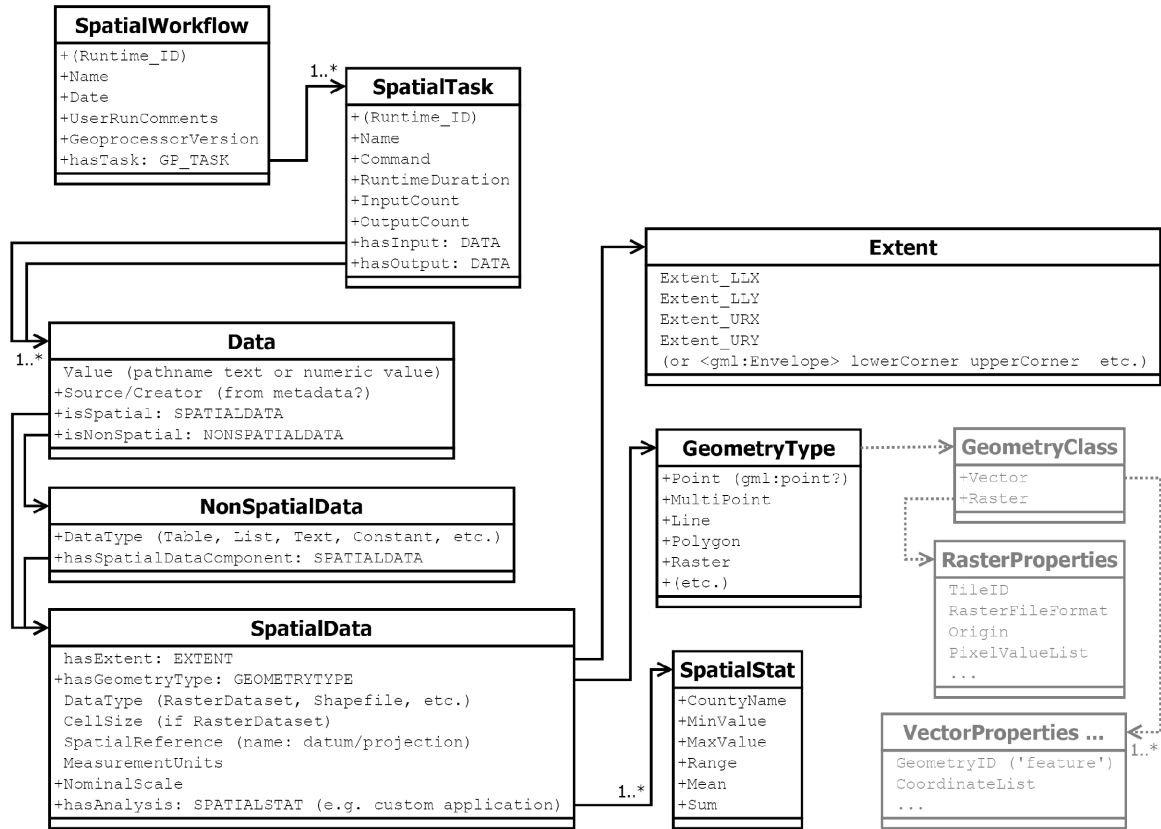 SpatialWorkflow
+(Runtime_ID)
+Name
+Date
+UserRunComments
+GeoprocessorVersion
+hasTask: GP_TASK
1..*
SpatialTask
+(Runtime_ID)
+Name
+Command
+RuntimeDuration
+InputCount
+OutputCount
+hasInput: DATA
+hasOutput: DATA
1..*
Data
Value (pathname text or numeric value)
+Source/Creator (from metadata?)
+isSpatial: SPATIALDATA
+isNonSpatial: NONSPATIALDATA
NonSpatialData
+DataType (Table, List, Text, Constant, etc.)
+hasSpatialDataComponent: SPATIALDATA
SpatialData
hasExtent: EXTENT
+hasGeometryType: GEOMETRYTYPE
DataType (RasterDataset, Shapefile, etc.)
CellSize (if RasterDataset)
SpatialReference (name: datum/projection)
MeasurementUnits
+NominalScale
+hasAnalysis: SPATIALSTAT (e.g. custom application)
1..*
Extent
Extent_LLX
Extent_LLY
Extent_URX
Extent_URY
(or <gml:Envelope> lowerCorner upperCorner etc.)
GeometryType
+Point (gml:point?)
+MultiPoint
+Line
+Polygon
+Raster
+(etc.)
SpatialStat
+CountyName
+MinValue
+MaxValue
+Range
+Mean
+Sum
GeometryClass
+Vector
+Raster
RasterProperties
TileID
RasterFileFormat
Origin
PixelValueList
...
VectorProperties ...
1..*
GeometryID ('feature')
CoordinateList
...